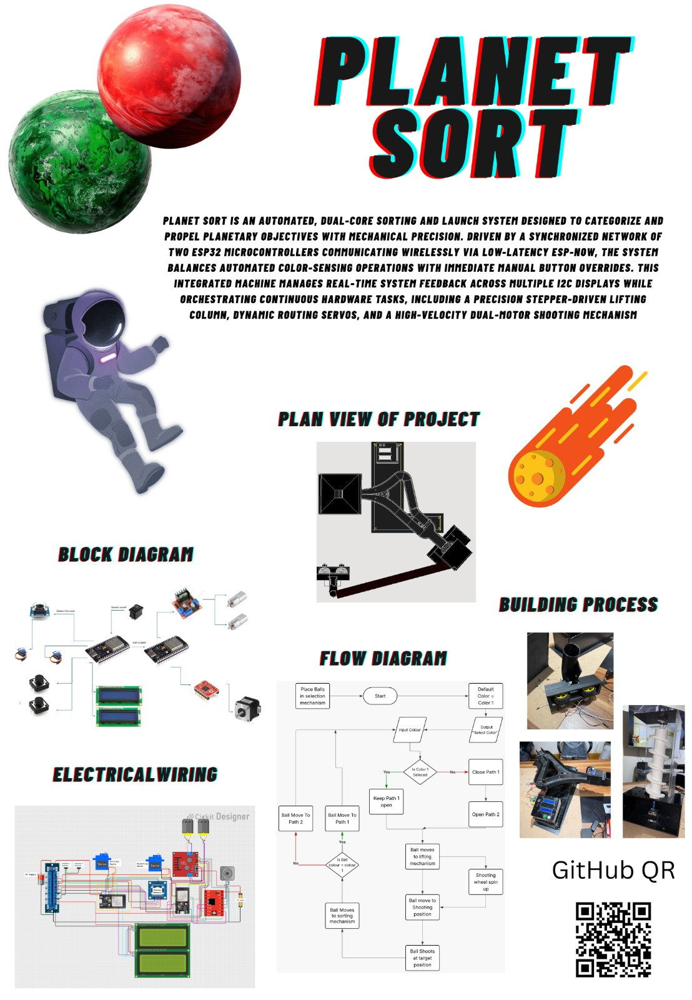 PLANET
SORT
PLANET SORT IS AN AUTOMATED, DUAL-CORE SORTING AND LAUNCH SYSTEM DESIGNED TO CATEGORIZE AND
PROPEL PLANETARY OBJECTIVES WITH MECHANICAL PRECISION. DRIVEN BY A SYNCHRONIZED NETWORK OF
TWO ESP32 MICROCONTROLLERS COMMUNICATING WIRELESSLY VIA LOW-LATENCY ESP-NOW, THE SYSTEM
BALANCES AUTOMATED COLOR-SENSING OPERATIONS WITH IMMEDIATE MANUAL BUTTON OVERRIDES. THIS
INTEGRATED MACHINE MANAGES REAL-TIME SYSTEM FEEDBACK ACROSS MULTIPLE I2C DISPLAYS WHILE
ORCHESTRATING CONTINUOUS HARDWARE TASKS, INCLUDING A PRECISION STEPPER-DRIVEN LIFTING
COLUMN, DYNAMIC ROUTING SERVOS, AND A HIGH-VELOCITY DUAL-MOTOR SHOOTING MECHANISM
PLAN VIEW OF PROJECT
BLOCK DIAGRAM
Detect the color
Switch on/off
ESP COMM
BUILDING PROCESS
FLOW DIAGRAM
Place Balls
in selection
mechanism
Start
Default
Color =
Color 1
Input Colour
Output
"Select Color"
Is Color 1
Seleced
Yes
No
Close Path 1
Keep Path 1
open
Open Path 2
Ball Move To
Path 2
Ball Move To
Path 1
Yes
No
Is Ball
colour = colour
1
Ball moves
to lifting
mechanism
Shooting
wheel spin
up
Ball move to
Shooting
position
Ball Moves
to sorting
mechanism
Ball Shoots
at target
position
ELECTRICALWIRING
Cirkit Designer
Servo
Servo
GitHub QR